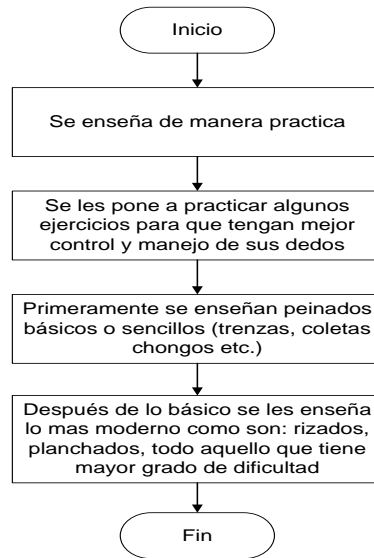 Inicio
Se enseña de manera practica
Se les pone a practicar algunos
ejercicios para que tengan mejor
control y manejo de sus dedos
Primeramente se enseñan peinados
básicos o sencillos (trenzas, coletas
chongos etc.)
Después de lo básico se les enseña
lo mas moderno como son: rizados,
planchados, todo aquello que tiene
mayor grado de dificultad
Fin